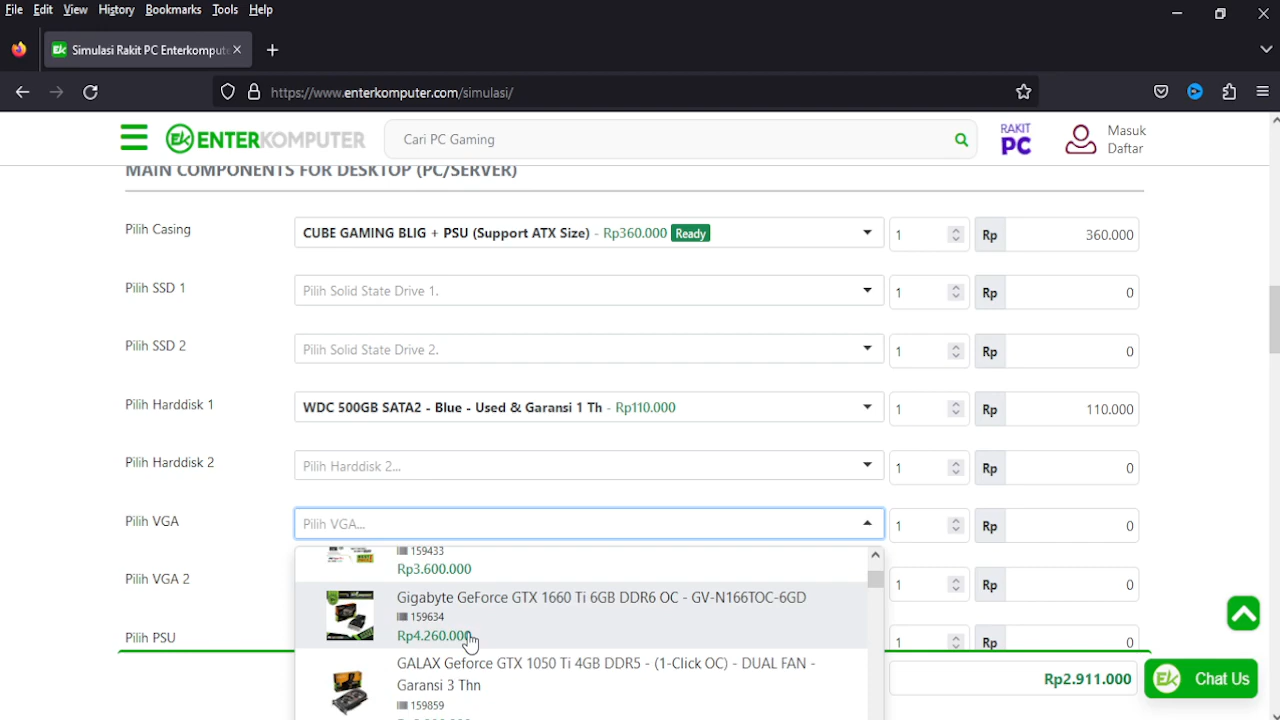 File Edit View History Bookmarks Tools Help
Simulasi Rakit PC Enterkompute
https://www.enterkomputer.com/simulasi/
ENTERKOMPUTER
Cari PC Gaming
RAKIT PC
Masuk
Daftar
MAIN COMPONENTS FOR DESKTOP (PC/SERVER)
Pilih Casing CUBE GAMING BLIG + PSU (Support ATX Size) - Rp360.000 Ready 1 Rp 360.000
Pilih SSD 1 Pilih Solid State Drive 1. 1 Rp 0
Pilih SSD 2 Pilih Solid State Drive 2. 1 Rp 0
Pilih Harddisk 1 WDC 500GB SATA2 - Blue - Used & Garansi 1 Th - Rp110.000 1 Rp 110.000
Pilih Harddisk 2 Pilih Harddisk 2... 1 Rp 0
Pilih VGA Pilih VGA... 1 Rp 0
159433
Rp3.600.000
Pilih VGA 2 1 Rp 0
Gigabyte GeForce GTX 1660 Ti 6GB DDR6 OC - GV-N166TOC-6GD
159634
Rp4.260.000
Pilih PSU 1 Rp 0
GALAX Geforce GTX 1050 Ti 4GB DDR5 - (1-Click OC) - DUAL FAN -
Garansi 3 Thn
159859
Rp2.911.000
Chat Us